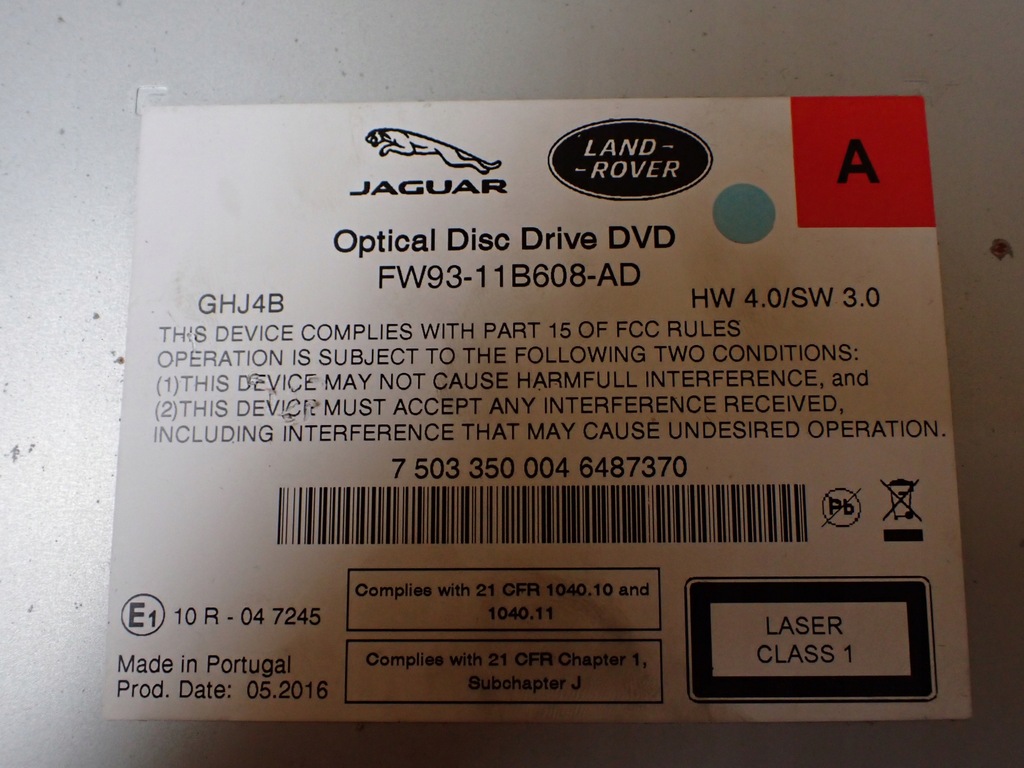 JAGUAR
LAND-
-ROVER
A
Optical Disc Drive DVD
FW93-11B608-AD
GHJ4B
HW 4.0/SW 3.0
THIS DEVICE COMPLIES WITH PART 15 OF FCC RULES
OPERATION IS SUBJECT TO THE FOLLOWING TWO CONDITIONS:
(1)THIS DEVICE MAY NOT CAUSE HARMFULL INTERFERENCE, and
(2)THIS DEVICE MUST ACCEPT ANY INTERFERENCE RECEIVED,
INCLUDING INTERFERENCE THAT MAY CAUSE UNDESIRED OPERATION.
7 503 350 004 6487370
Pb
E1 10 R - 04 7245
Complies with 21 CFR 1040.10 and
1040.11
LASER
CLASS 1
Made in Portugal
Prod. Date: 05.2016
Complies with 21 CFR Chapter 1,
Subchapter J